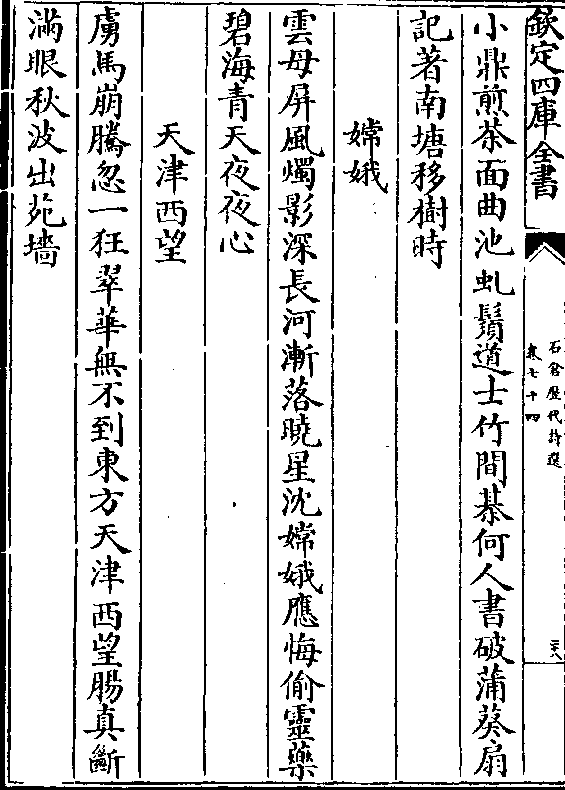 欽定四庫全書
石倉歷代詩選
卷七十四
二十八
小鼎煎茶面曲池虬鬚道士竹間棊何人書破蒲葵扇
記著南塘移樹時
嫦娥
雲母屏風燭影深長河漸落曉星沈嫦娥應悔偷靈藥
碧海青天夜夜心
天津西望
虜馬崩騰忽一狂翠華無不到東方天津西望腸真斷
滿眼秋波出苑墻